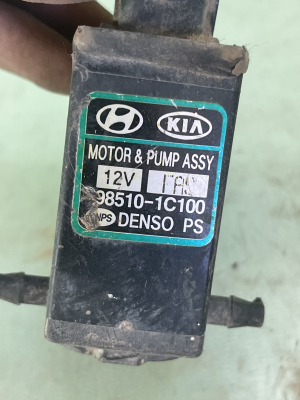 KIA
MOTOR & PUMP ASSY
12V
98510-1C100
DENSO PS